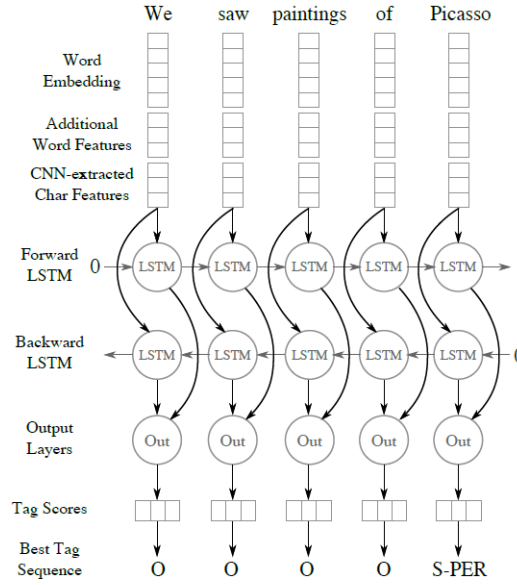 We saw paintings of Picasso
Word
Embedding
Additional
Word Features
CNN-extracted
Char Features
Forward
LSTM
0 LSTM LSTM LSTM LSTM LSTM
Backward
LSTM
LSTM LSTM LSTM LSTM LSTM 0
Output
Layers
Out Out Out Out Out
Tag Scores
Best Tag
Sequence
O O O O S-PER